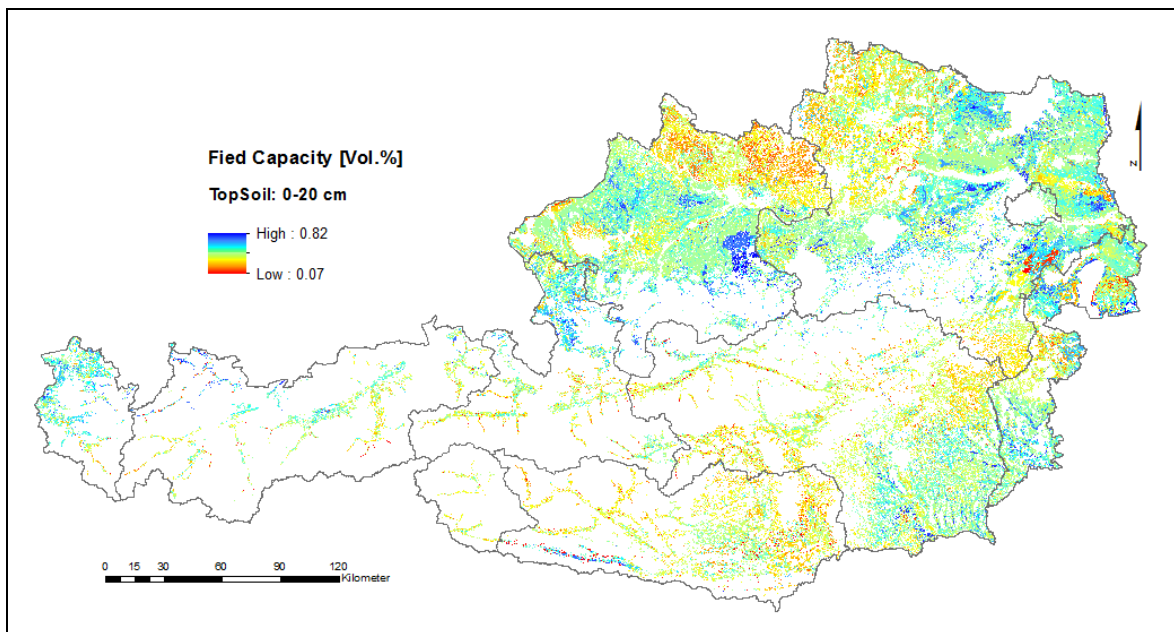 Fied Capacity [Vol.%]
TopSoil: 0-20 cm
High : 0.82
Low : 0.07
N
0 15 30 60 90 120
Kilometer